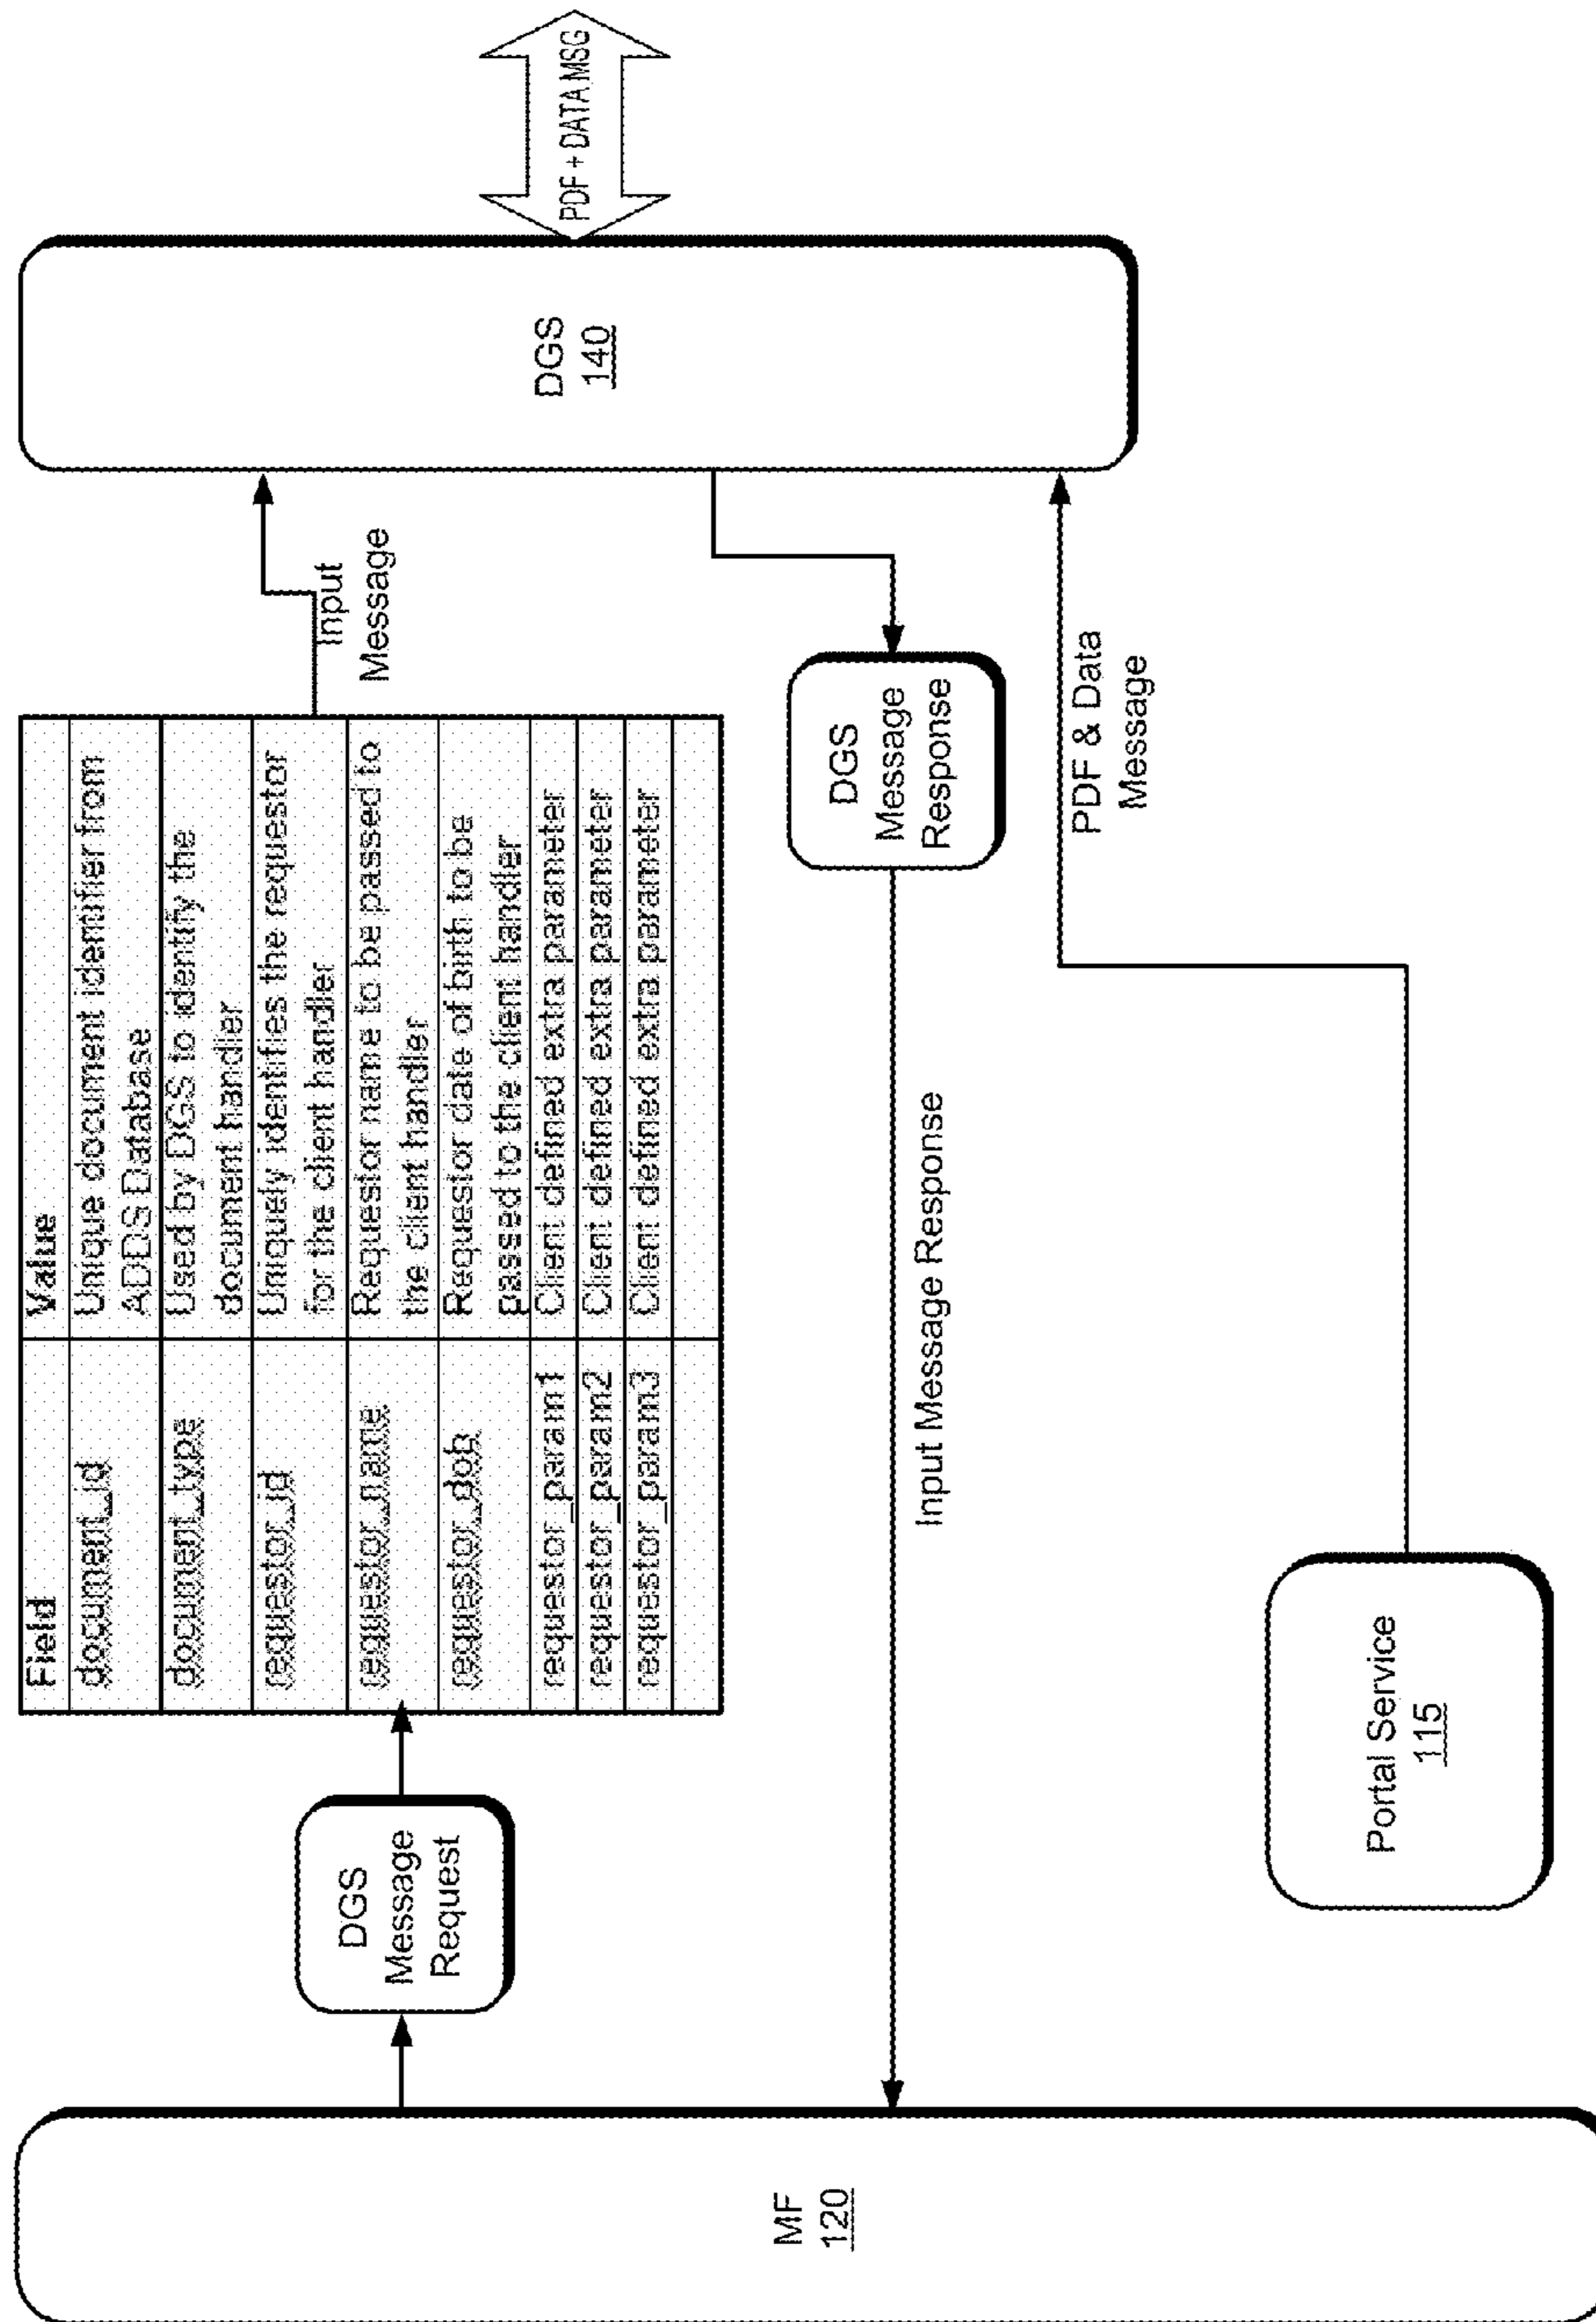 MF
120
DGS
Message
Request
Field
Value
document_id
Unique document identifier from
ADDS Database
document_type
Used by DGS to identify the
document handler
requestor_id
Uniquely identifies the requestor
for the client handler
requestor_name
Requestor name to be passed to
the client handler
requestor_dob
Requestor date of birth to be
passed to the client handler
requestor_param1
Client defined extra parameter
requestor_param2
Client defined extra parameter
requestor_param3
Client defined extra parameter
Input
Message
DGS
140
PDF + DATA MSG
DGS
Message
Response
Input Message Response
PDF & Data
Message
Portal Service
115